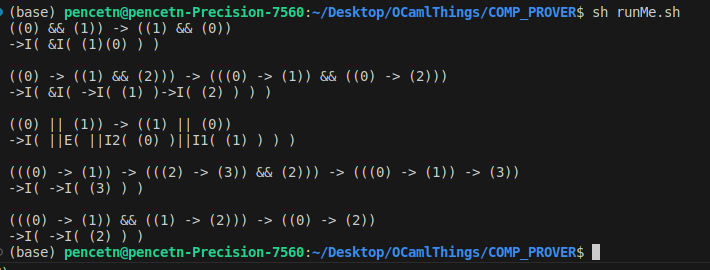 (base) pencetn@pencetn-Precision-7560:~/Desktop/OCamlThings/COMP_PROVER$ sh runMe.sh
((0) && (1)) -> ((1) && (0))
->I( &I( (1)(0) ) )
((0) -> ((1) && (2))) -> (((0) -> (1)) && ((0) -> (2)))
->I( &I( ->I( (1) )->I( (2) ) ) )
((0) || (1)) -> ((1) || (0))
->I( ||E( ||I2( (0) )||I1( (1) ) ) )
(((0) -> (1)) -> (((2) -> (3)) && (2))) -> (((0) -> (1)) -> (3))
->I( ->I( (3) ) )
(((0) -> (1)) && ((1) -> (2))) -> ((0) -> (2))
->I( ->I( (2) ) )
(base) pencetn@pencetn-Precision-7560:~/Desktop/OCamlThings/COMP_PROVER$